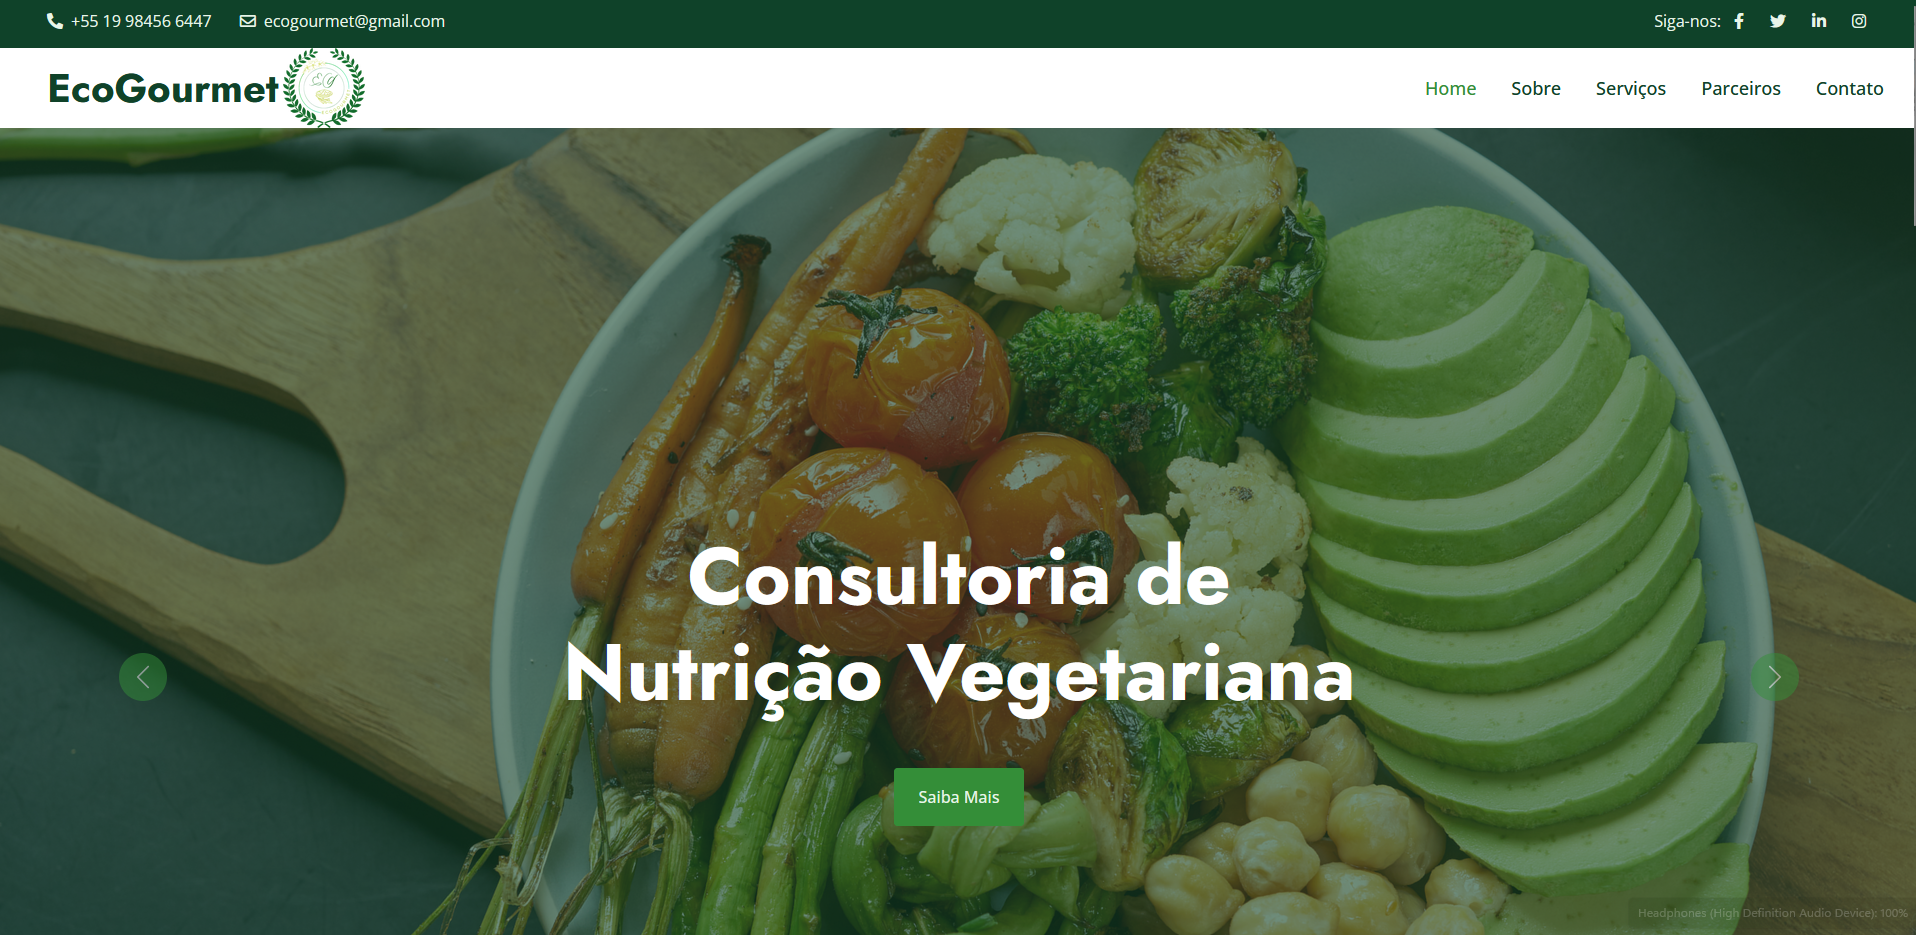 +55 19 98456 6447 ecogourmet@gmail.com Siga-nos:
EcoGourmet EG Home Sobre Serviços Parceiros Contato
Consultoria de
Nutrição Vegetariana
Saiba Mais
Headphones (High Definition Audio Device): 100%